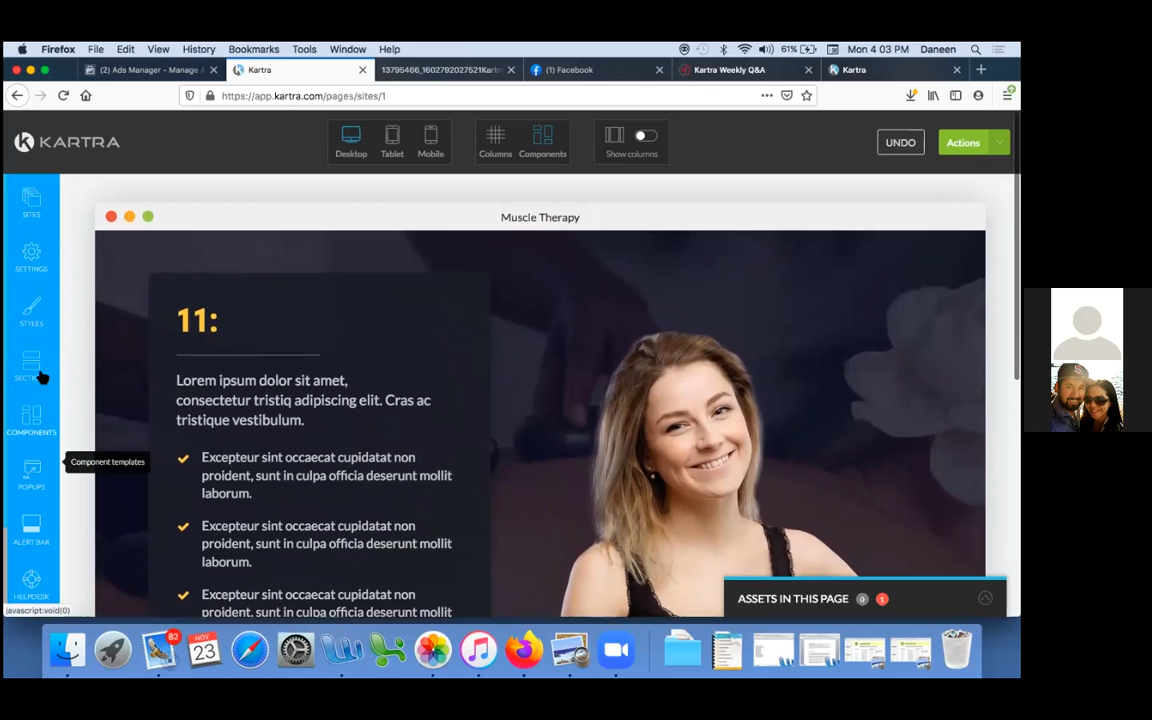 Firefox File Edit View History Bookmarks Tools Window Help 61% Mon 4 03 PM Daneen
(2) Ads Manager - Manage A Kartra 13795466_1602792027521Kartr (1) Facebook Kartra Weekly Q&A Kartra
https://app.kartra.com/pages/sites/1
KARTRA
Desktop Tablet Mobile Columns Components Show columns UNDO Actions
SITES
SETTINGS
STYLES
COMPONENTS
POPUPS
ALERT BAR
HELPDESK
Component templates
javascript:void(0)
Muscle Therapy
11:
Lorem ipsum dolor sit amet,
consectetur tristiq adipiscing elit. Cras ac
tristique vestibulum.
Excepteur sint occaecat cupidatat non
proident, sunt in culpa officia deserunt mollit
laborum.
Excepteur sint occaecat cupidatat non
proident, sunt in culpa officia deserunt mollit
laborum.
Excepteur sint occaecat cupidatat non
proident, sunt in culpa officia deserunt mollit
ASSETS IN THIS PAGE 0 1
82
NOV
23